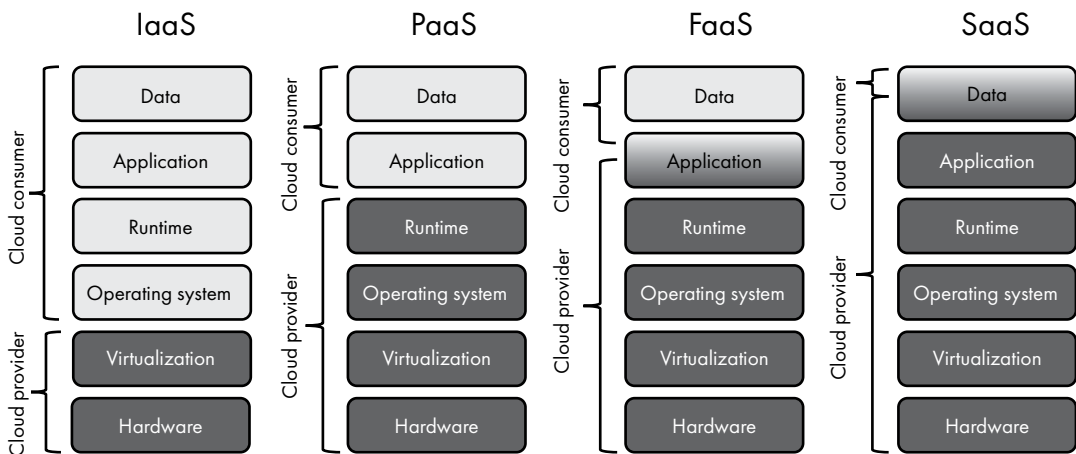 IaaS
PaaS
FaaS
SaaS
Cloud consumer
Cloud provider
Data
Application
Runtime
Operating system
Virtualization
Hardware
Cloud consumer
Cloud provider
Data
Application
Runtime
Operating system
Virtualization
Hardware
Cloud consumer
Cloud provider
Data
Application
Runtime
Operating system
Virtualization
Hardware
Cloud consumer
Cloud provider
Data
Application
Runtime
Operating system
Virtualization
Hardware